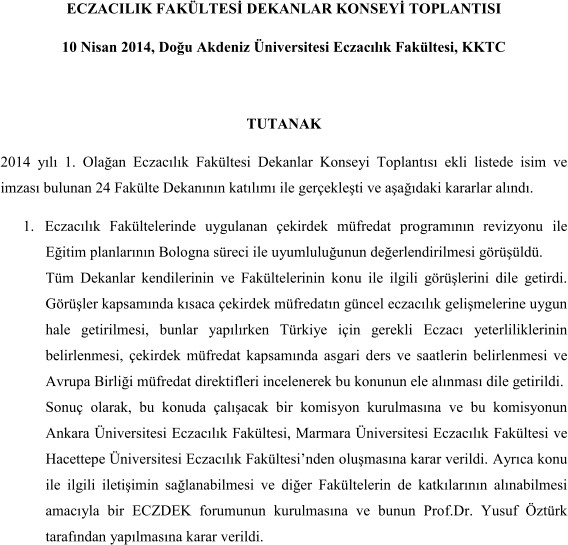 ECZACILIK FAKÜLTESİ DEKANLAR KONSEYİ TOPLANTISI
10 Nisan 2014, Doğu Akdeniz Üniversitesi Eczacılık Fakültesi, KKTC
TUTANAK
2014 yılı 1. Olağan Eczacılık Fakültesi Dekanlar Konseyi Toplantısı ekli listede isim ve
imzası bulunan 24 Fakülte Dekanının katılımı ile gerçekleşti ve aşağıdaki kararlar alındı.
1. Eczacılık Fakültelerinde uygulanan çekirdek müfredat programının revizyonu ile
Eğitim planlarının Bologna süreci ile uyumluluğunun değerlendirilmesi görüşüldü.
Tüm Dekanlar kendilerinin ve Fakültelerinin konu ile ilgili görüşlerini dile getirdi.
Görüşler kapsamında kısaca çekirdek müfredatın güncel eczacılık gelişmelerine uygun
hale getirilmesi, bunlar yapılırken Türkiye için gerekli Eczacı yeterliliklerinin
belirlenmesi, çekirdek müfredat kapsamında asgari ders ve saatlerin belirlenmesi ve
Avrupa Birliği müfredat direktifleri incelenerek bu konunun ele alınması dile getirildi.
Sonuç olarak, bu konuda çalışacak bir komisyon kurulmasına ve bu komisyonun
Ankara Üniversitesi Eczacılık Fakültesi, Marmara Üniversitesi Eczacılık Fakültesi ve
Hacettepe Üniversitesi Eczacılık Fakültesi’nden oluşmasına karar verildi. Ayrıca konu
ile ilgili iletişimin sağlanabilmesi ve diğer Fakültelerin de katkılarının alınabilmesi
amacıyla bir ECZDEK forumunun kurulmasına ve bunun Prof.Dr. Yusuf Öztürk
tarafından yapılmasına karar verildi.